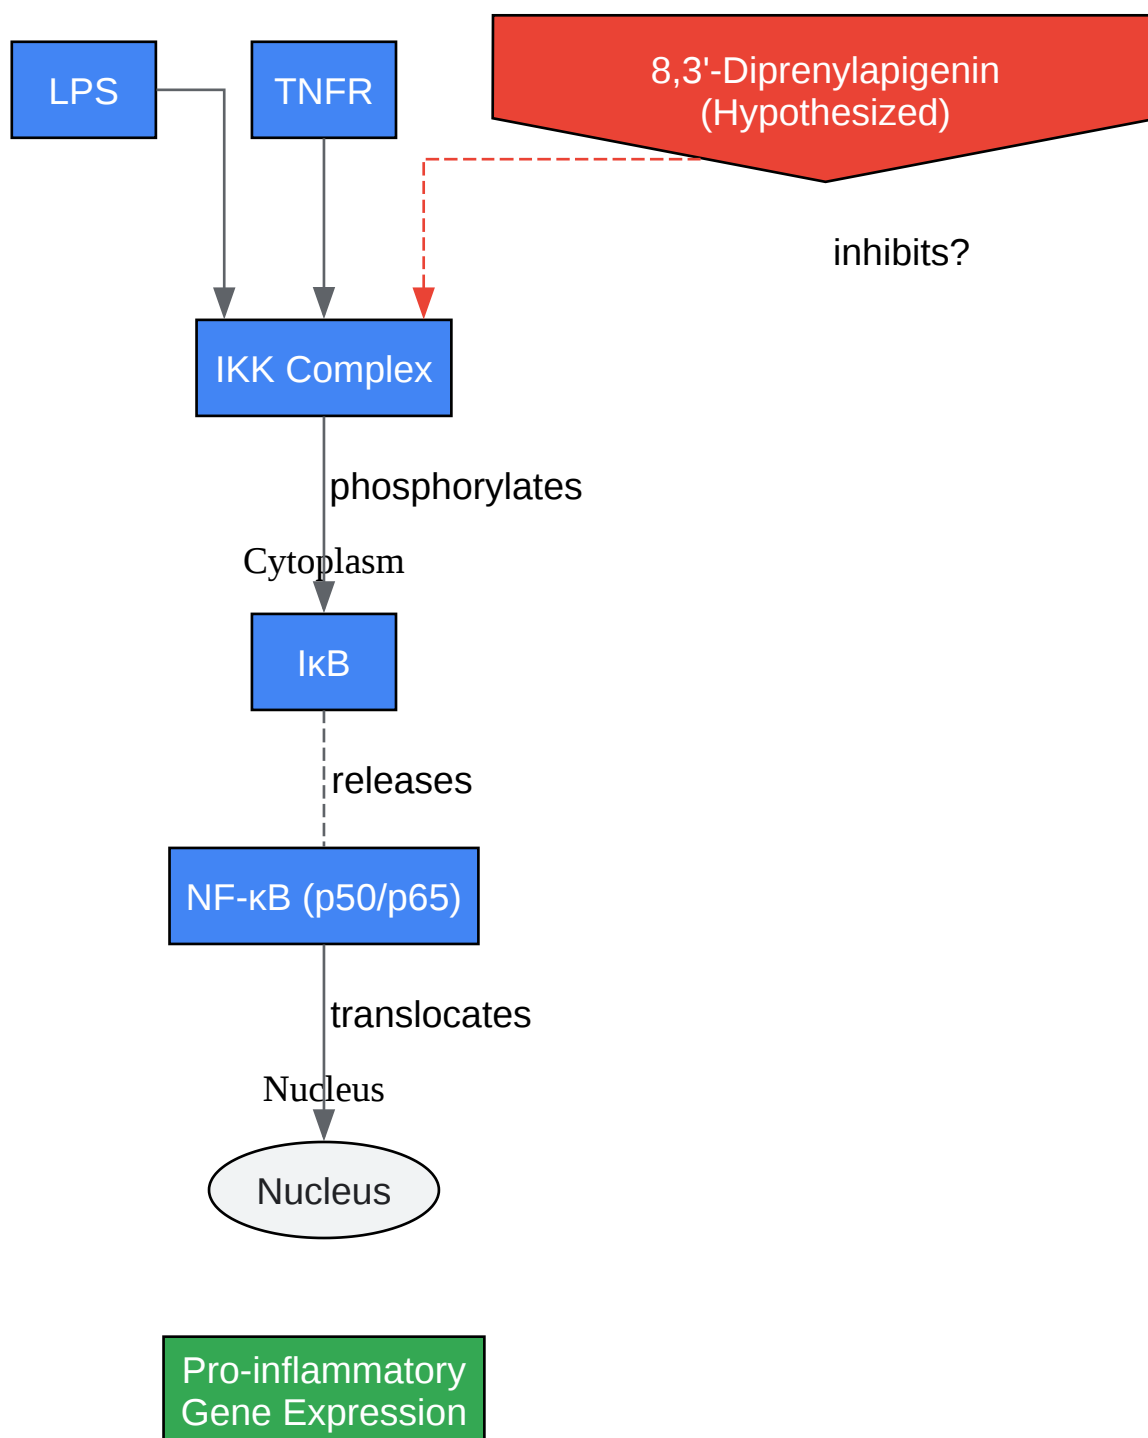 LPS
TNFR
8,3'-Diprenylapigenin
(Hypothesized)
inhibits?
IKK Complex
phosphorylates
Cytoplasm
IκB
releases
NF-κB (p50/p65)
translocates
Nucleus
Nucleus
Pro-inflammatory
Gene Expression